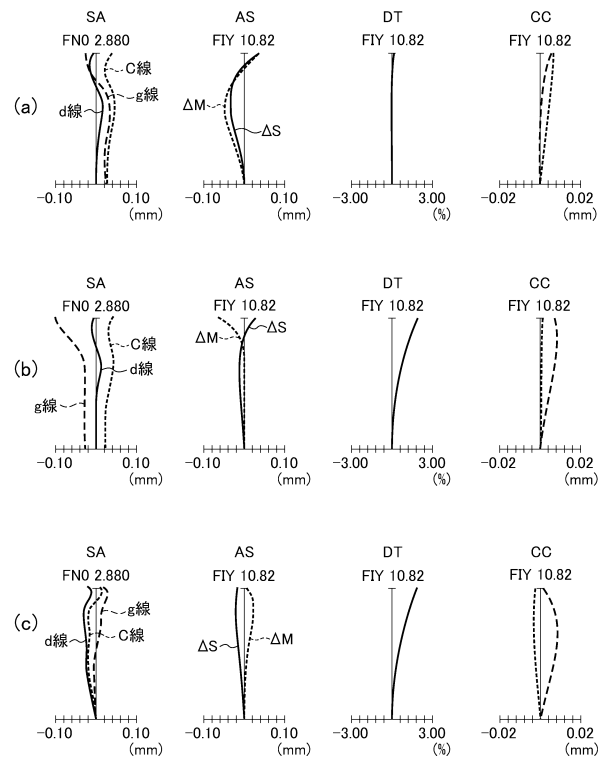 SA AS DT CC
FNO 2.880 FIY 10.82 FIY 10.82 FIY 10.82
C線
g線
(a) d線 ΔM
ΔS
-0.10 0.10 -0.10 0.10 -3.00 3.00 -0.02 0.02
(mm) (mm) (%) (mm)
SA AS DT CC
FNO 2.880 FIY 10.82 FIY 10.82 FIY 10.82
ΔS
ΔM
C線
(b) d線
g線
-0.10 0.10 -0.10 0.10 -3.00 3.00 -0.02 0.02
(mm) (mm) (%) (mm)
SA AS DT CC
FNO 2.880 FIY 10.82 FIY 10.82 FIY 10.82
g線
(c) C線
d線 ΔS ΔM
-0.10 0.10 -0.10 0.10 -3.00 3.00 -0.02 0.02
(mm) (mm) (%) (mm)